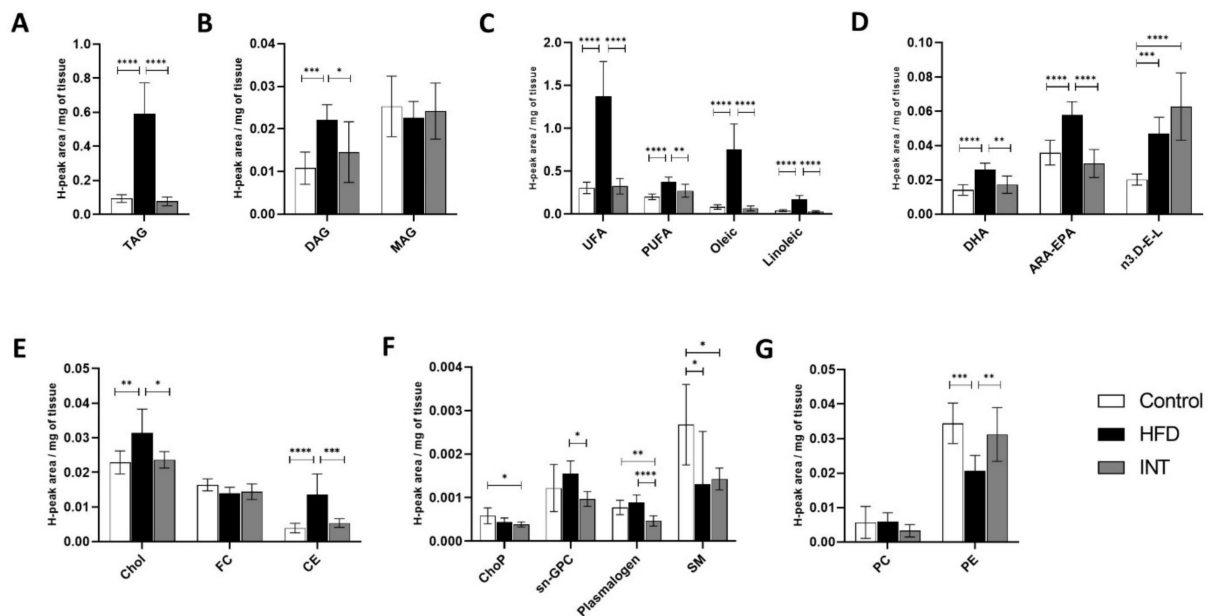 A
H-peak area / mg of tissue
1.0
0.8
0.6
0.4
0.2
0.0
**** ****
TAG
B
H-peak area / mg of tissue
0.04
0.03
0.02
0.01
0.00
*** *
DAG MAG
C
H-peak area / mg of tissue
2.0
1.5
1.0
0.5
0.0
**** ****
**** **
**** ****
**** ****
UFA PUFA Oleic Linoleic
D
H-peak area / mg of tissue
0.10
0.08
0.06
0.04
0.02
0.00
**** **
**** ****
****
***
DHA ARA-EPA n3.D-E-L
E
H-peak area / mg of tissue
0.05
0.04
0.03
0.02
0.01
0.00
** *
**** ***
Chol FC CE
F
H-peak area / mg of tissue
0.004
0.003
0.002
0.001
0.000
*
*
**
****
*
*
ChoP sn-GPC Plasmalogen SM
G
H-peak area / mg of tissue
0.05
0.04
0.03
0.02
0.01
0.00
*** **
PC PE
Control
HFD
INT